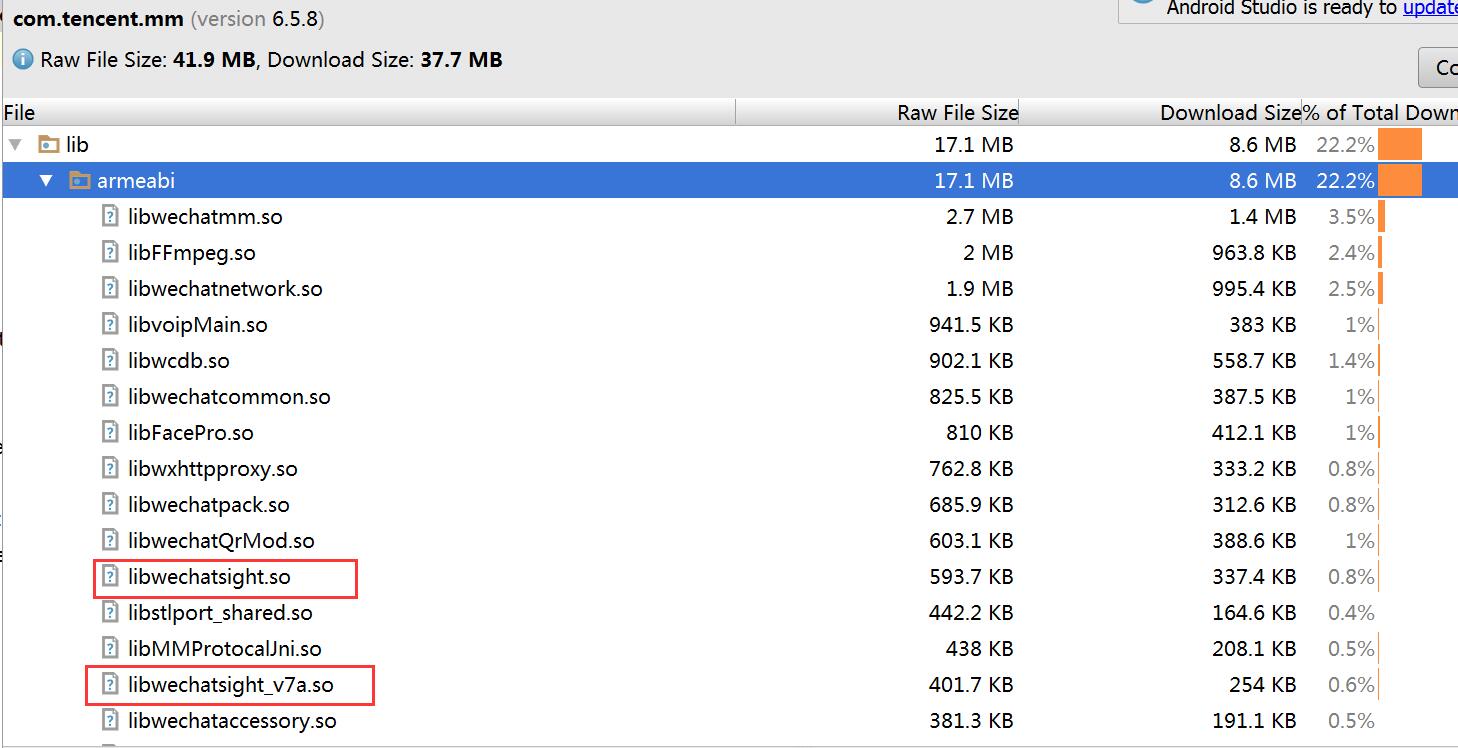 com.tencent.mm (version 6.5.8)
Android Studio is ready to update
Raw File Size: 41.9 MB, Download Size: 37.7 MB
File Raw File Size Download Size % of Total Down
lib 17.1 MB 8.6 MB 22.2%
armeabi 17.1 MB 8.6 MB 22.2%
libwechatmm.so 2.7 MB 1.4 MB 3.5%
libFFmpeg.so 2 MB 963.8 KB 2.4%
libwechatnetwork.so 1.9 MB 995.4 KB 2.5%
libvoipMain.so 941.5 KB 383 KB 1%
libwcdb.so 902.1 KB 558.7 KB 1.4%
libwechatcommon.so 825.5 KB 387.5 KB 1%
libFacePro.so 810 KB 412.1 KB 1%
libwxhttpproxy.so 762.8 KB 333.2 KB 0.8%
libwechatpack.so 685.9 KB 312.6 KB 0.8%
libwechatQrMod.so 603.1 KB 388.6 KB 1%
libwechatsight.so 593.7 KB 337.4 KB 0.8%
libstlport_shared.so 442.2 KB 164.6 KB 0.4%
libMMProtocalJni.so 438 KB 208.1 KB 0.5%
libwechatsight_v7a.so 401.7 KB 254 KB 0.6%
libwechataccessory.so 381.3 KB 191.1 KB 0.5%